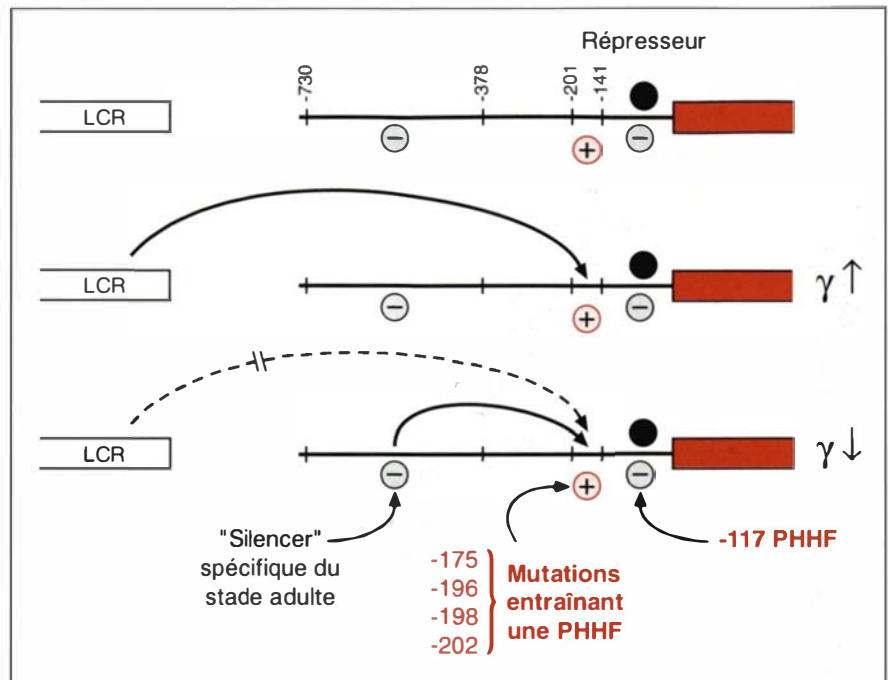 Répresseur
-730
-378
-201
-141
LCR
−
+
−
LCR
−
+
−
γ ↑
LCR
−
+
−
γ ↓
"Silencer"
spécifique du
stade adulte
-175
-196
-198
-202
Mutations
entraînant
une PHHF
-117 PHHF